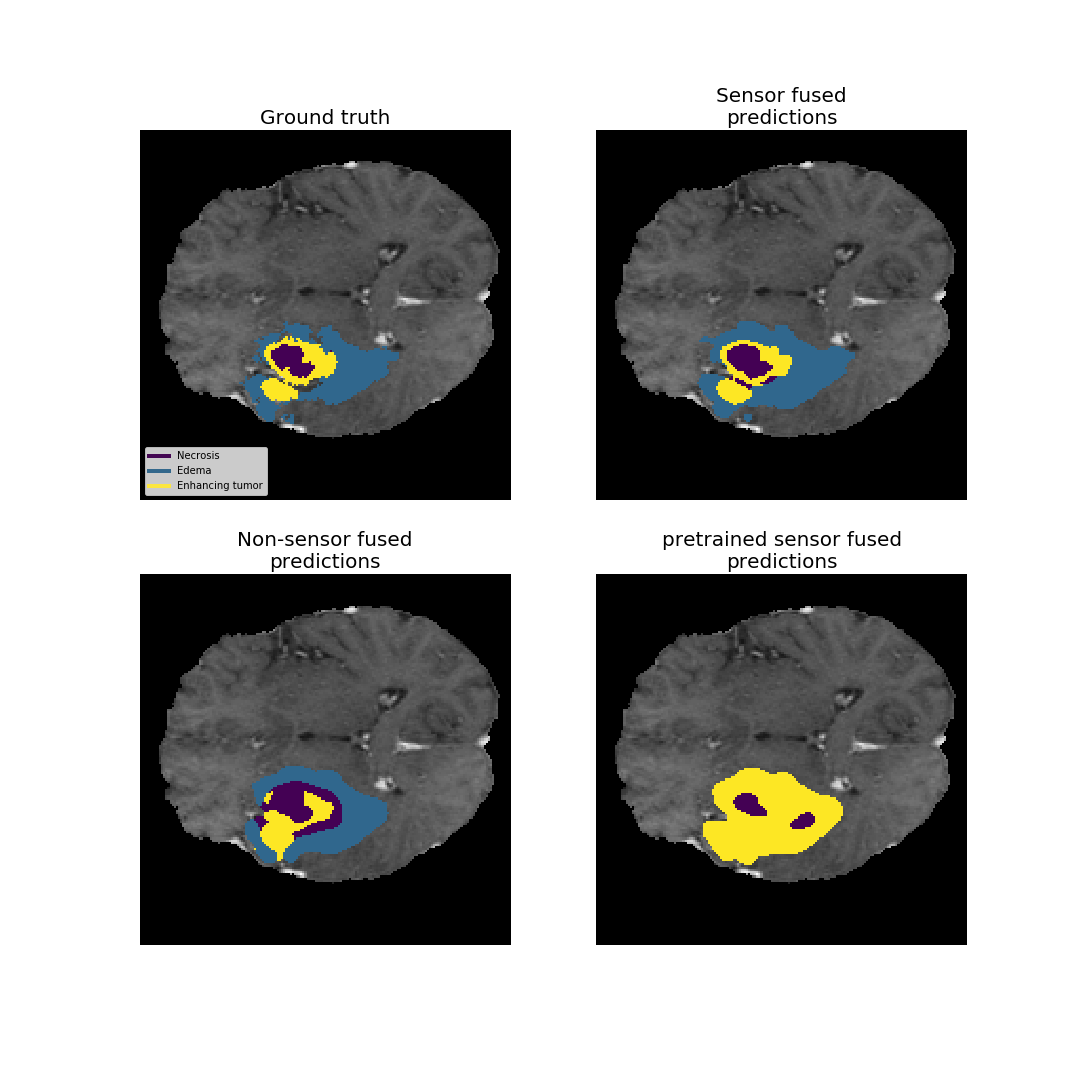 Ground truth
Sensor fused
predictions
Necrosis
Edema
Enhancing tumor
Non-sensor fused
predictions
pretrained sensor fused
predictions